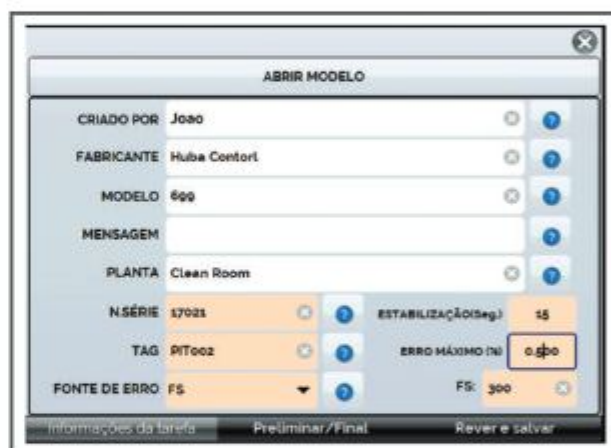 ABRIR MODELO
CRIADO POR Joao
FABRICANTE Huba Contorl
MODELO 699
MENSAGEM
PLANTA Clean Room
N.SÉRIE 17021 ESTABILIZAÇÃO(Seg.) 15
TAG PIT002 ERRO MÁXIMO (%) 0.500
FONTE DE ERRO FS FS: 300
Informações da tarefa Preliminar/Final Rever e salvar